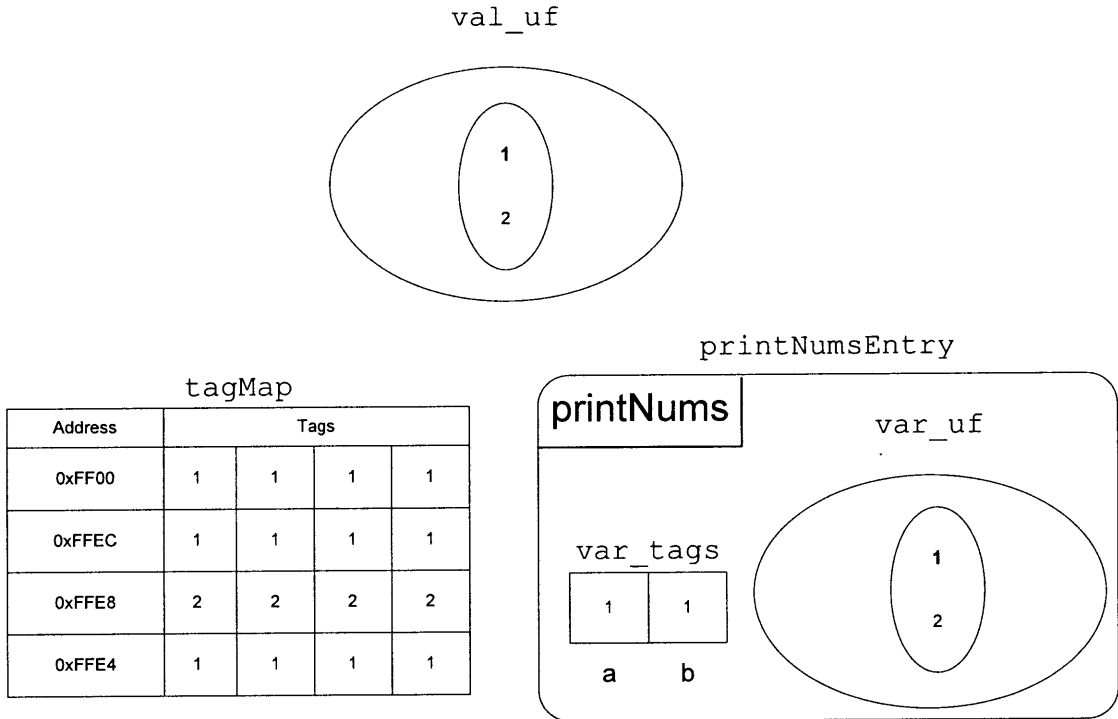 val_uf
1
2
printNumsEntry
tagMap
Address Tags
0xFF00 1 1 1 1
0xFFEC 1 1 1 1
0xFFE8 2 2 2 2
0xFFE4 1 1 1 1
printNums
var_uf
var_tags
1 1
a b
1
2